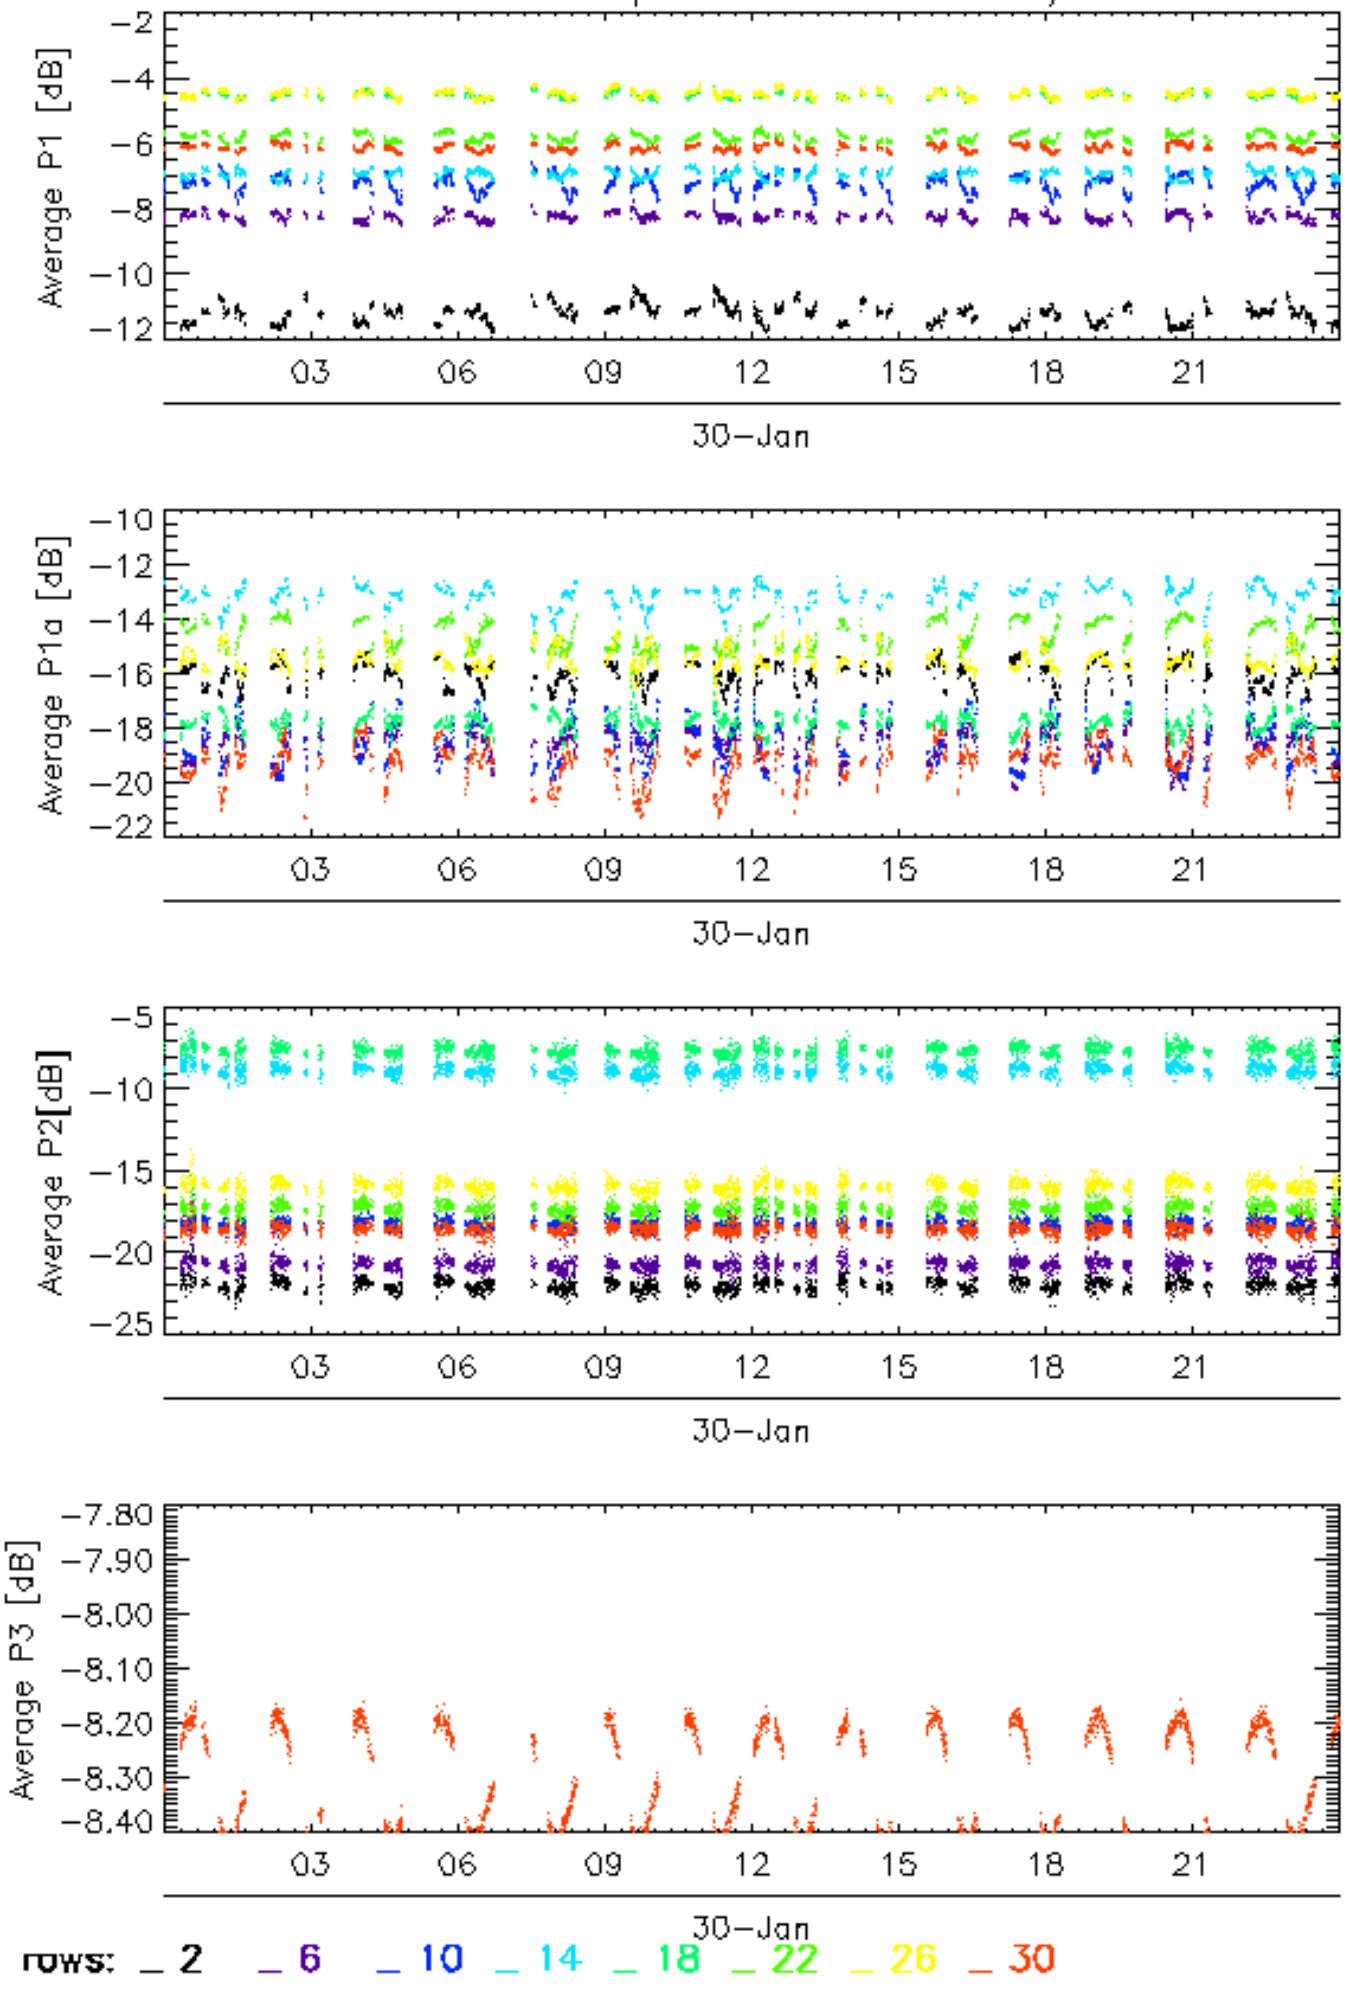 Average P1 [dB]
-2
-4
-6
-8
-10
-12
03 06 09 12 15 18 21
30-Jan
Average P1a [dB]
-10
-12
-14
-16
-18
-20
-22
03 06 09 12 15 18 21
30-Jan
Average P2[dB]
-5
-10
-15
-20
-25
03 06 09 12 15 18 21
30-Jan
Average P3 [dB]
-7.80
-7.90
-8.00
-8.10
-8.20
-8.30
-8.40
03 06 09 12 15 18 21
30-Jan
rows: _ 2 _ 6 _ 10 _ 14 _ 18 _ 22 _ 26 _ 30